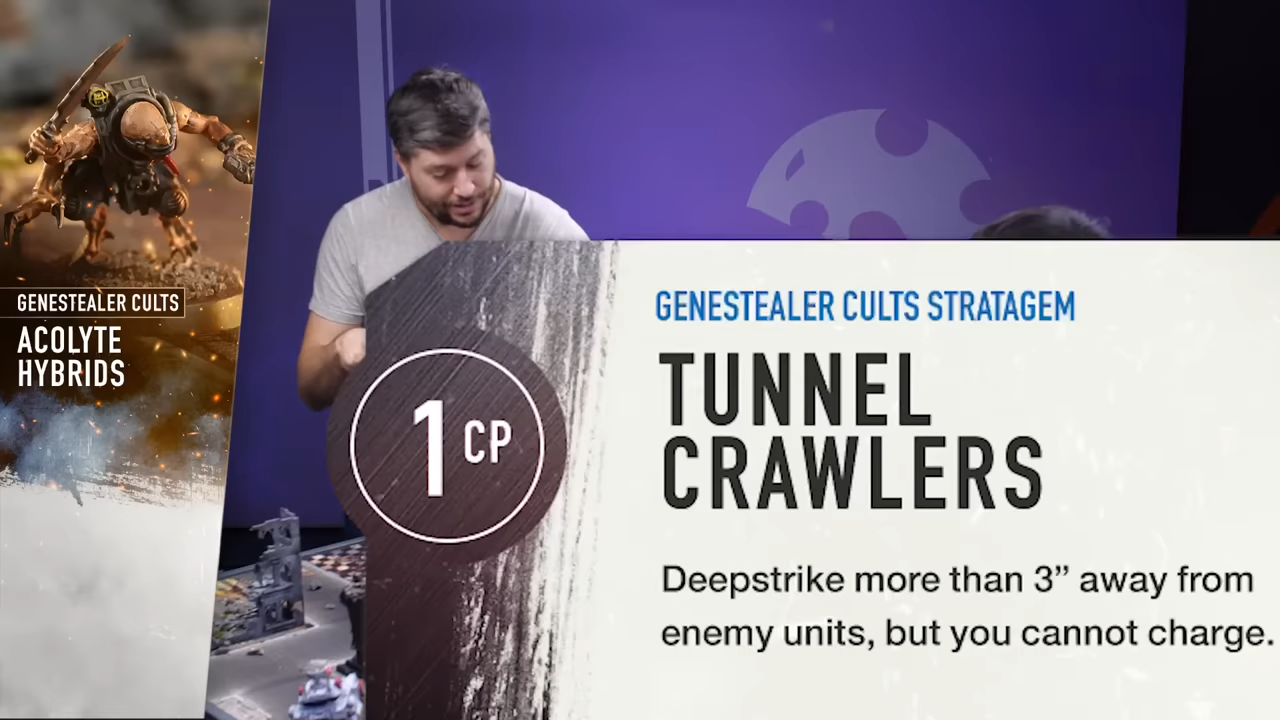 GENESTEALER CULTS
ACOLYTE
HYBRIDS
1 CP
GENESTEALER CULTS STRATAGEM
TUNNEL
CRAWLERS
Deepstrike more than 3” away from
enemy units, but you cannot charge.